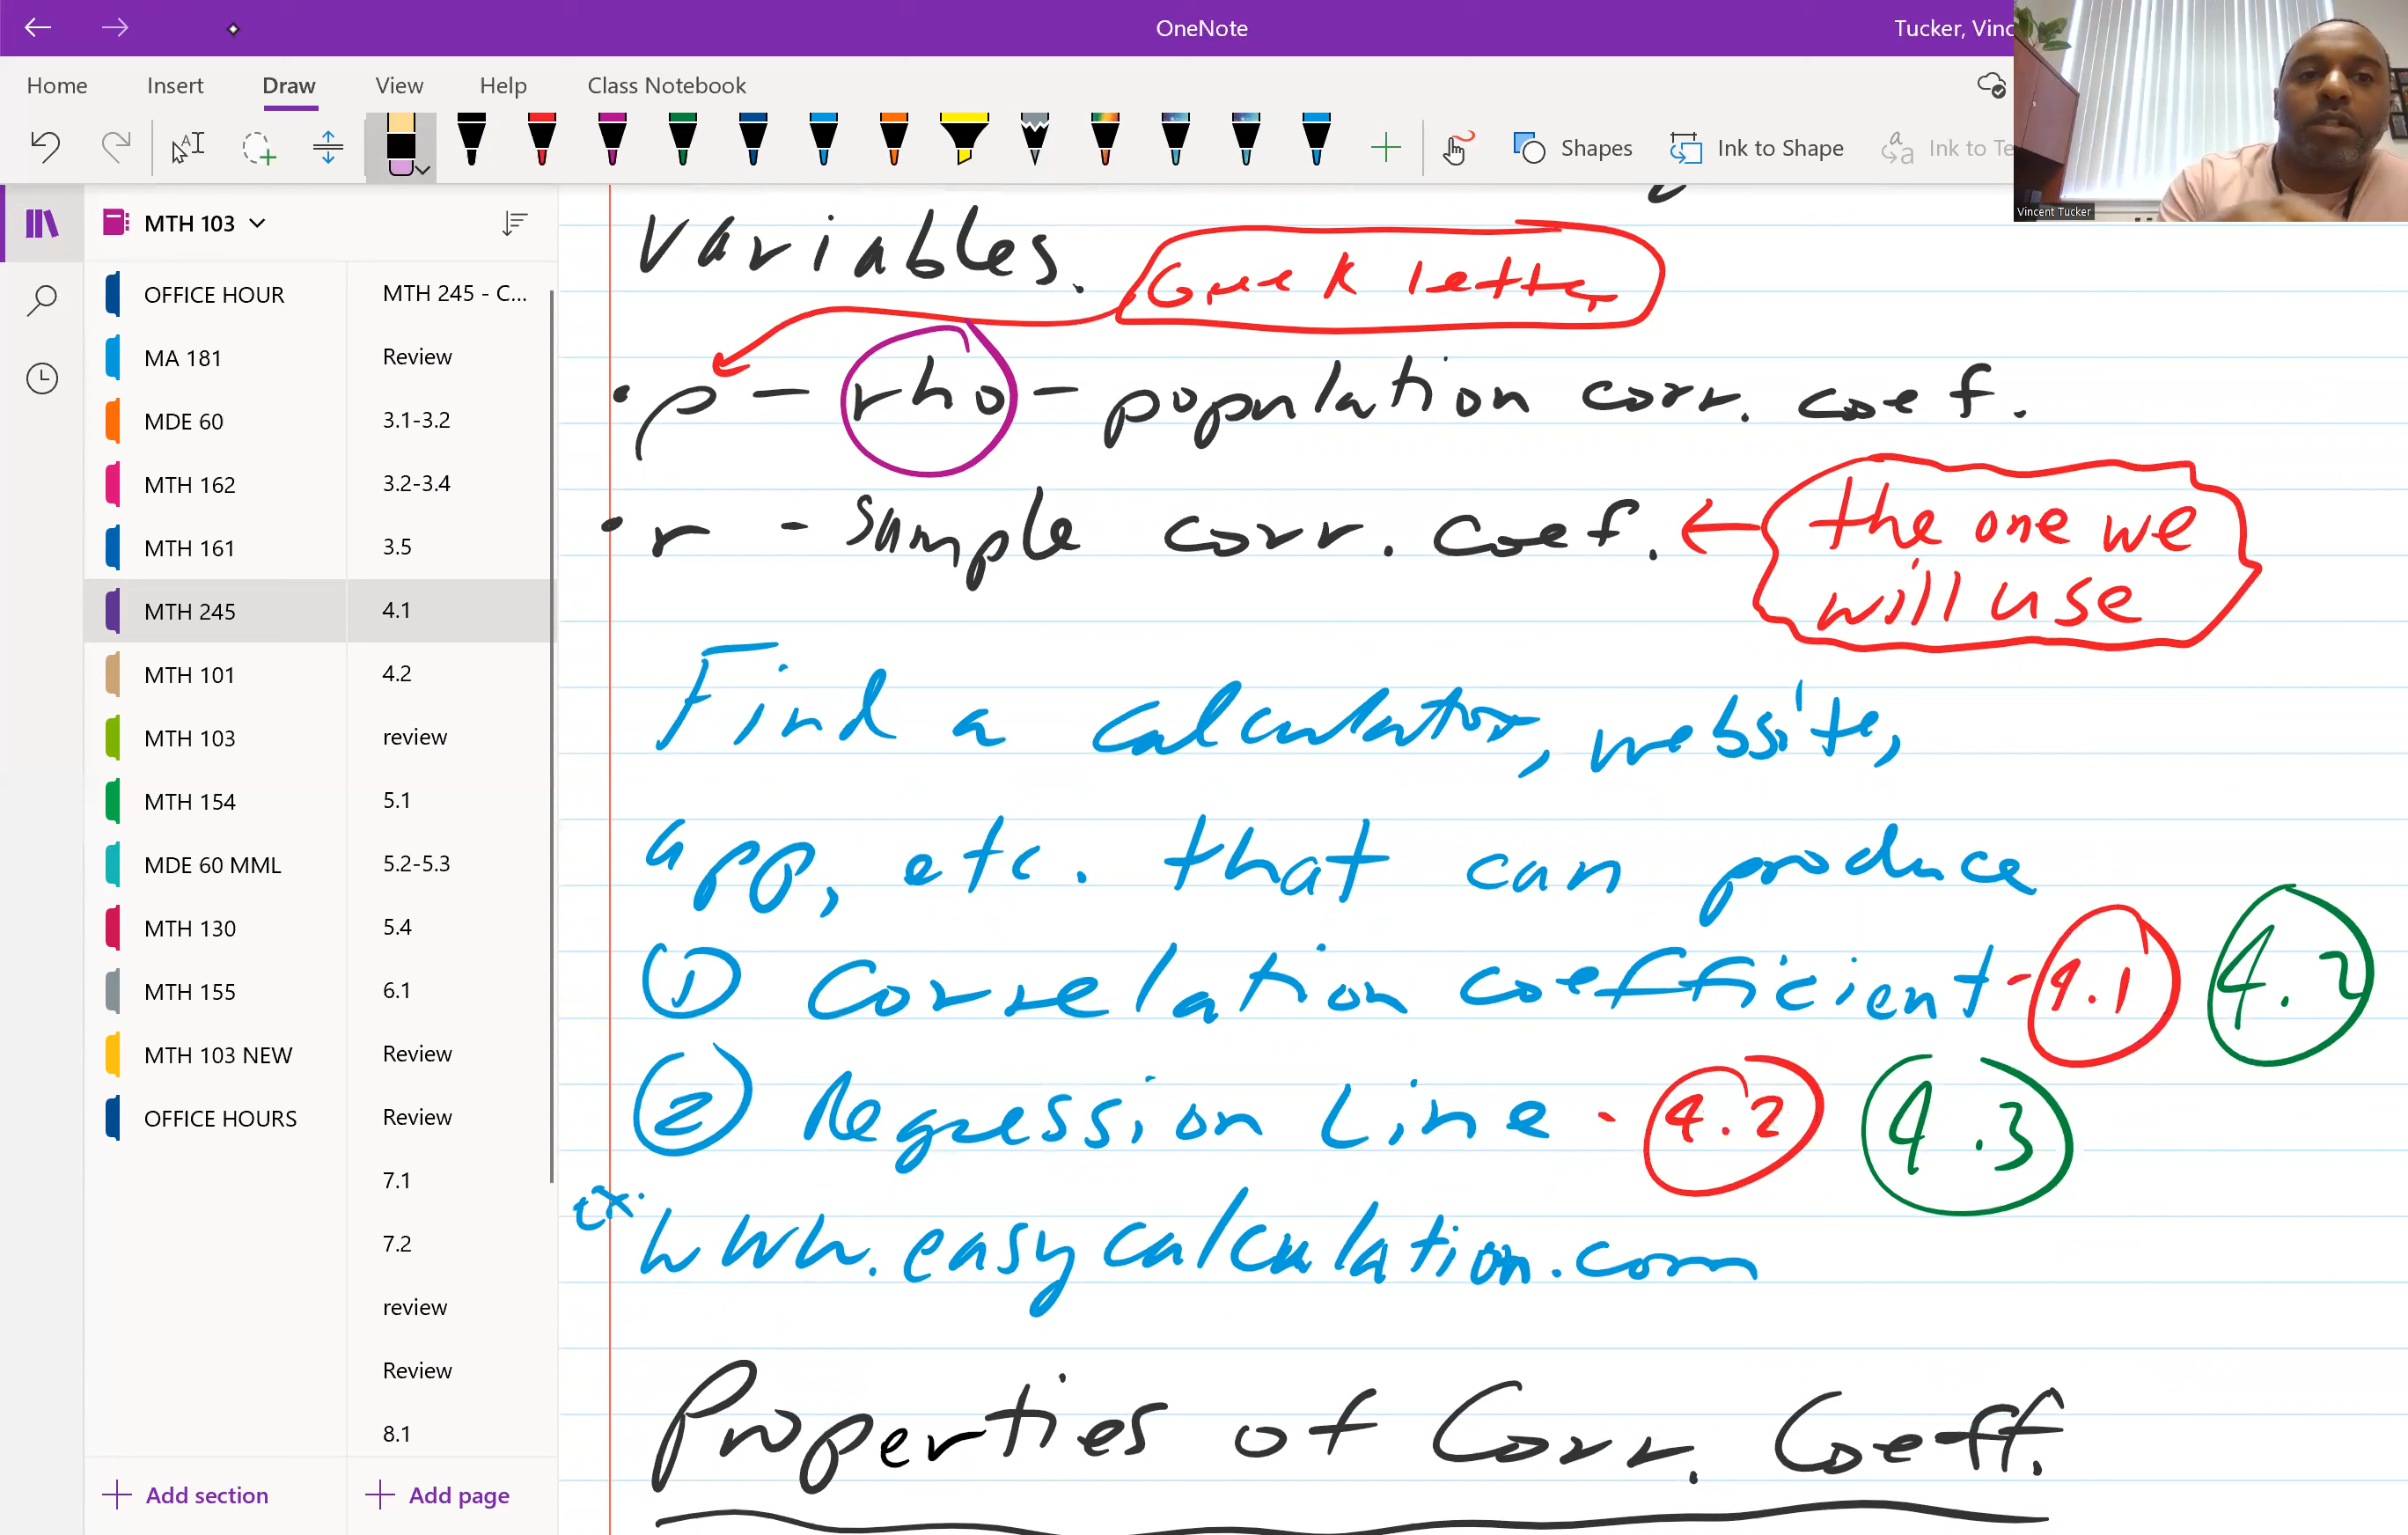 OneNote
Tucker, Vinc
Home Insert Draw View Help Class Notebook
Shapes Ink to Shape Ink to Te
Vincent Tucker
MTH 103
OFFICE HOUR
MA 181
MDE 60
MTH 162
MTH 161
MTH 245
MTH 101
MTH 103
MTH 154
MDE 60 MML
MTH 130
MTH 155
MTH 103 NEW
OFFICE HOURS
Add section
MTH 245 - C...
Review
3.1-3.2
3.2-3.4
3.5
4.1
4.2
review
5.1
5.2-5.3
5.4
6.1
Review
Review
7.1
7.2
review
Review
8.1
Add page
Variables. Greek letter
• ρ - rho - population corr. coef.
• r - sample corr. coef. ← the one we
will use
Find a calculator, website,
app, etc. that can produce
① Correlation coefficient - 4.1 4.2
② Regression Line - 4.2 4.3
ex. www.easycalculation.com
Properties of Corr. Coeff.